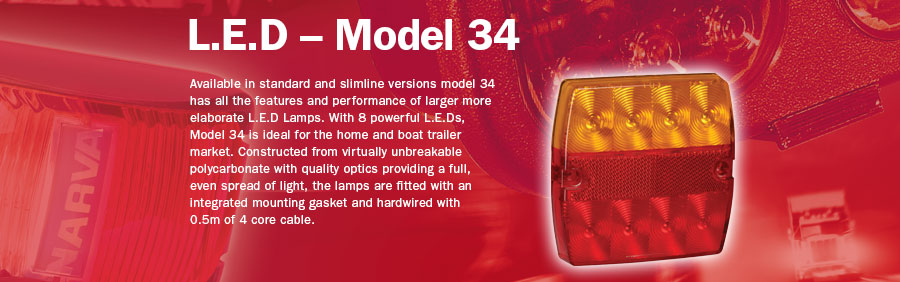 L.E.D – Model 34
Available in standard and slimline versions model 34
has all the features and performance of larger more
elaborate L.E.D Lamps. With 8 powerful L.E.Ds,
Model 34 is ideal for the home and boat trailer
market. Constructed from virtually unbreakable
polycarbonate with quality optics providing a full,
even spread of light, the lamps are fitted with an
integrated mounting gasket and hardwired with
0.5m of 4 core cable.
NARVA